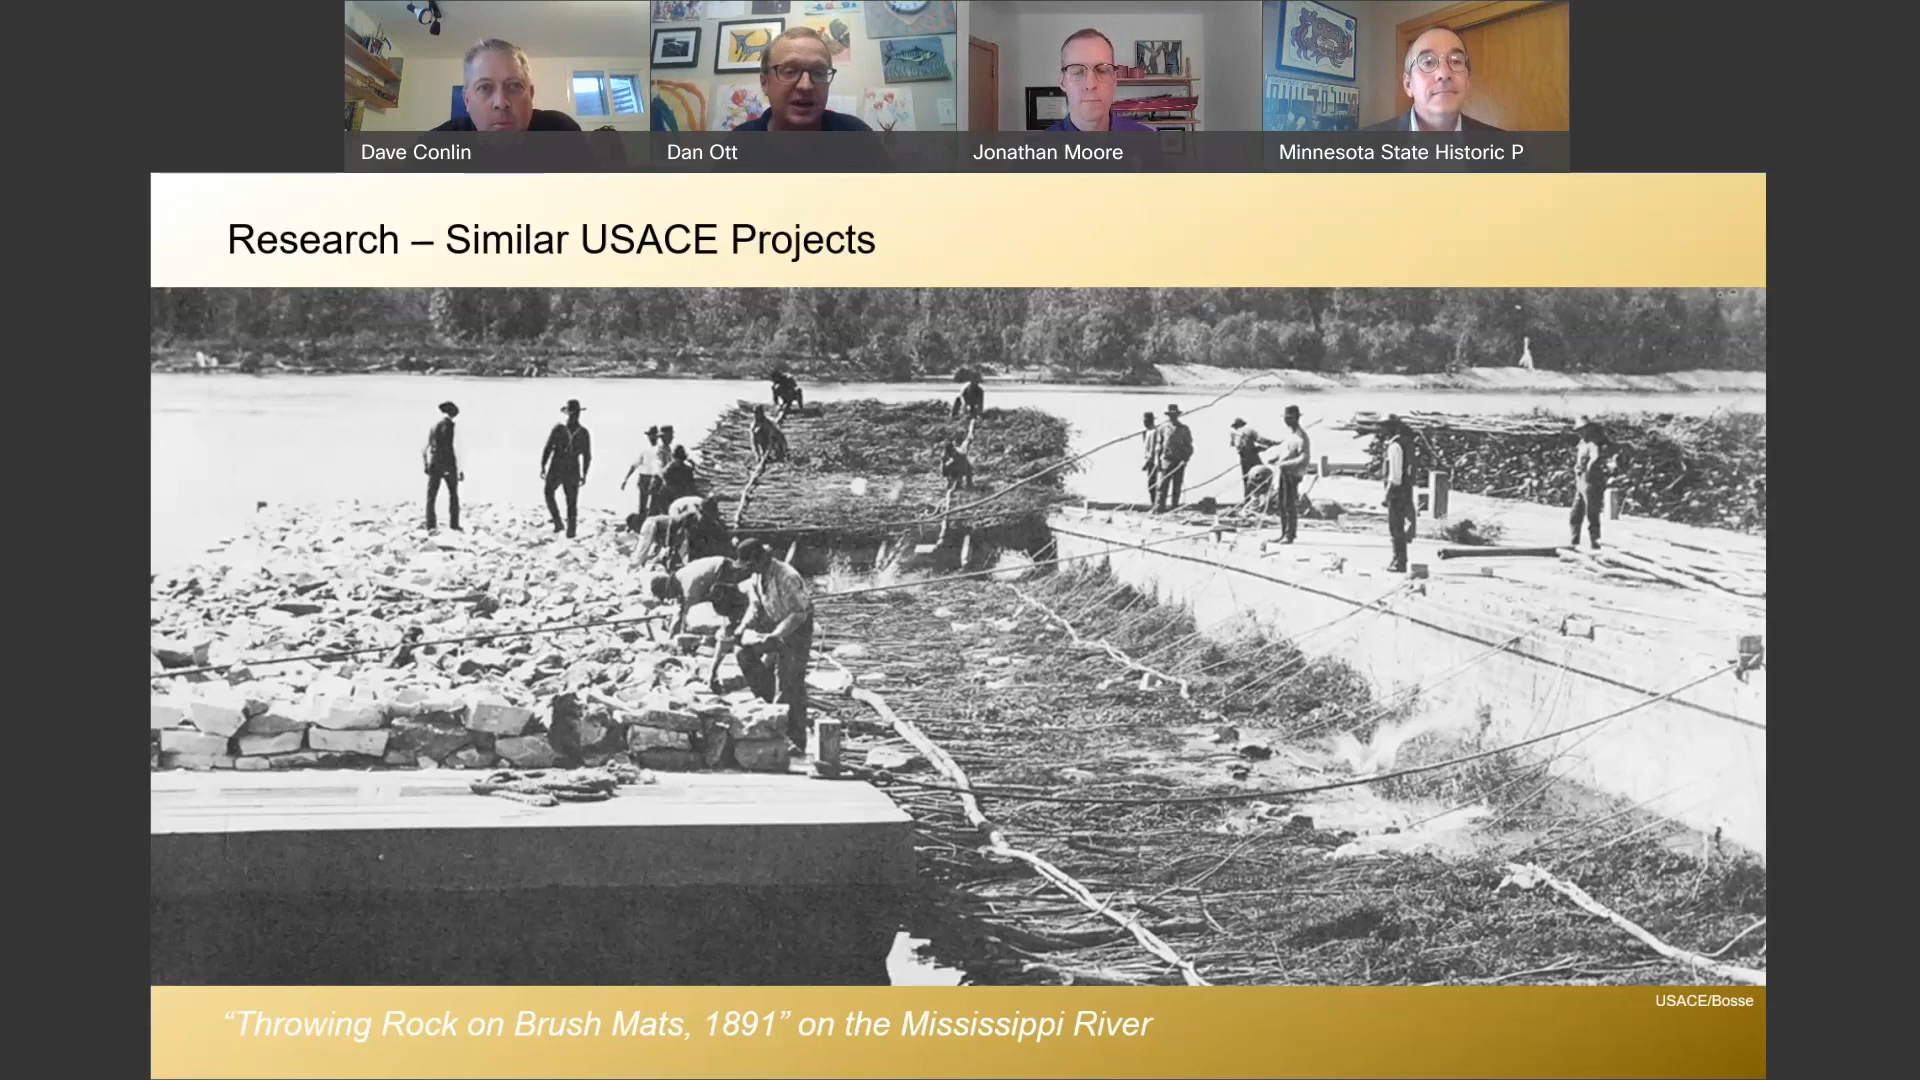 Dave Conlin
Dan Ott
Jonathan Moore
Minnesota State Historic P
Research – Similar USACE Projects
USACE/Bosse
“Throwing Rock on Brush Mats, 1891” on the Mississippi River